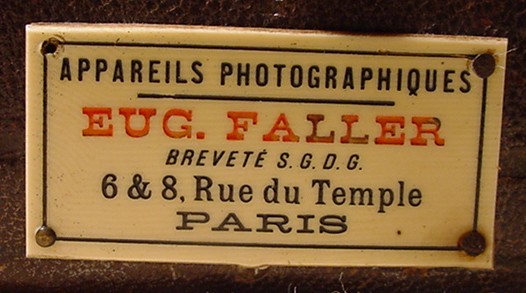 APPAREILS PHOTOGRAPHIQUES
EUG. FALLER
BREVETÉ S.G.D.G.
6 & 8, Rue du Temple
PARIS